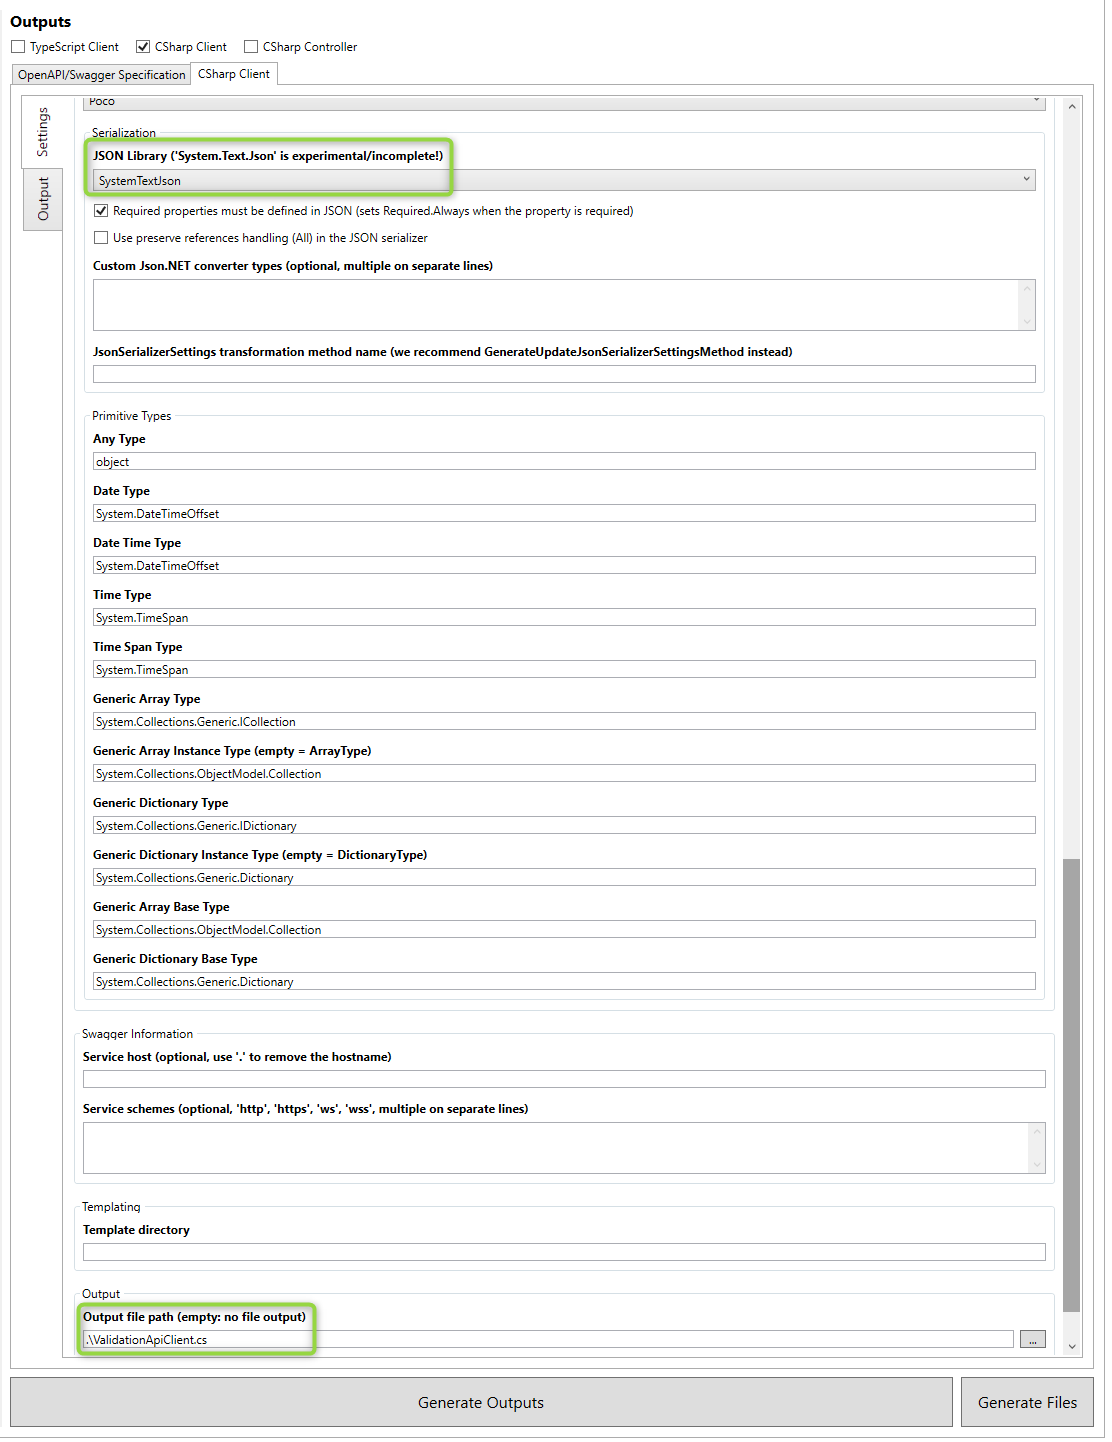 Outputs
TypeScript Client CSharp Client CSharp Controller
OpenAPI/Swagger Specification CSharp Client
Settings
Output
Poco
Serialization
JSON Library ('System.Text.Json' is experimental/incomplete!)
SystemTextJson
Required properties must be defined in JSON (sets Required.Always when the property is required)
Use preserve references handling (All) in the JSON serializer
Custom Json.NET converter types (optional, multiple on separate lines)
JsonSerializerSettings transformation method name (we recommend GenerateUpdateJsonSerializerSettingsMethod instead)
Primitive Types
Any Type
object
Date Type
System.DateTimeOffset
Date Time Type
System.DateTimeOffset
Time Type
System.TimeSpan
Time Span Type
System.TimeSpan
Generic Array Type
System.Collections.Generic.ICollection
Generic Array Instance Type (empty = ArrayType)
System.Collections.ObjectModel.Collection
Generic Dictionary Type
System.Collections.Generic.IDictionary
Generic Dictionary Instance Type (empty = DictionaryType)
System.Collections.Generic.Dictionary
Generic Array Base Type
System.Collections.ObjectModel.Collection
Generic Dictionary Base Type
System.Collections.Generic.Dictionary
Swagger Information
Service host (optional, use '.' to remove the hostname)
Service schemes (optional, 'http', 'https', 'ws', 'wss', multiple on separate lines)
Templating
Template directory
Output
Output file path (empty: no file output)
.\ValidationApiClient.cs
...
Generate Outputs Generate Files